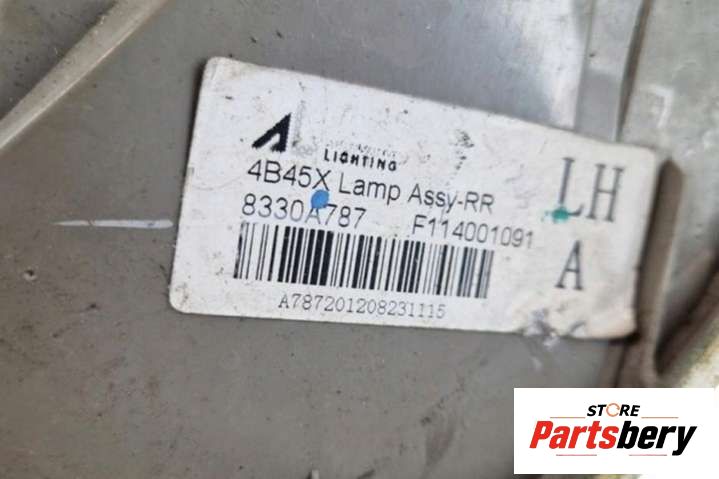 LIGHTING
4B45X Lamp Assy-RR
8330A787 F114001091
LH
A
A787201208231115
STORE
Partsbery